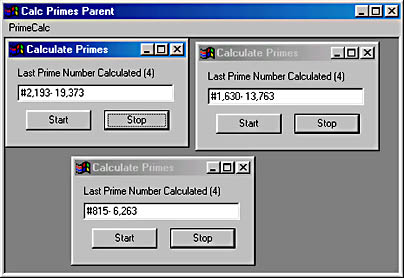 Calc Primes Parent
PrimeCalc
Calculate Primes
Last Prime Number Calculated (4)
#2,193- 19,373
Start Stop
Calculate Primes
Last Prime Number Calculated (4)
#1,630- 13,763
Start Stop
Calculate Primes
Last Prime Number Calculated (4)
#815- 6,263
Start Stop